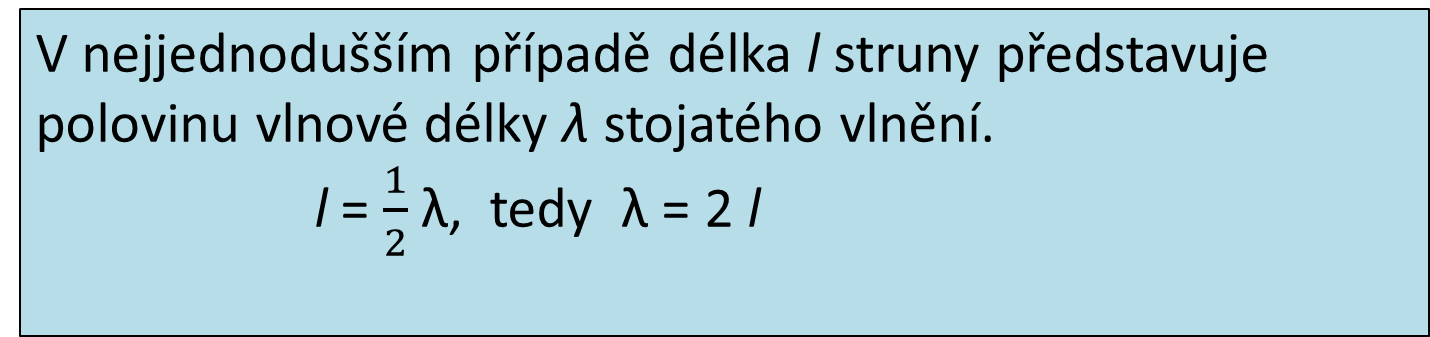 V nejjednodušším případě délka l struny představuje
polovinu vlnové délky λ stojatého vlnění.
l = 1/2 λ, tedy λ = 2 l